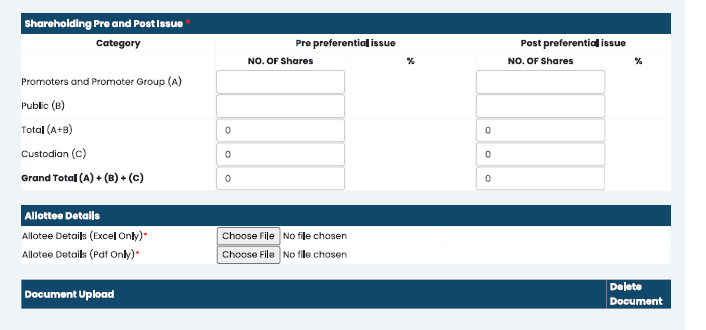 Shareholding Pre and Post Issue *
Category Pre preferential issue Post preferential issue
NO. OF Shares % NO. OF Shares %
Promoters and Promoter Group (A)
Public (B)
Total (A+B) 0 0
Custodian (C) 0 0
Grand Total (A) + (B) + (C) 0 0
Allottee Details
Allotee Details (Excel Only)* Choose File No file chosen
Allotee Details (Pdf Only)* Choose File No file chosen
Document Upload Delete Document